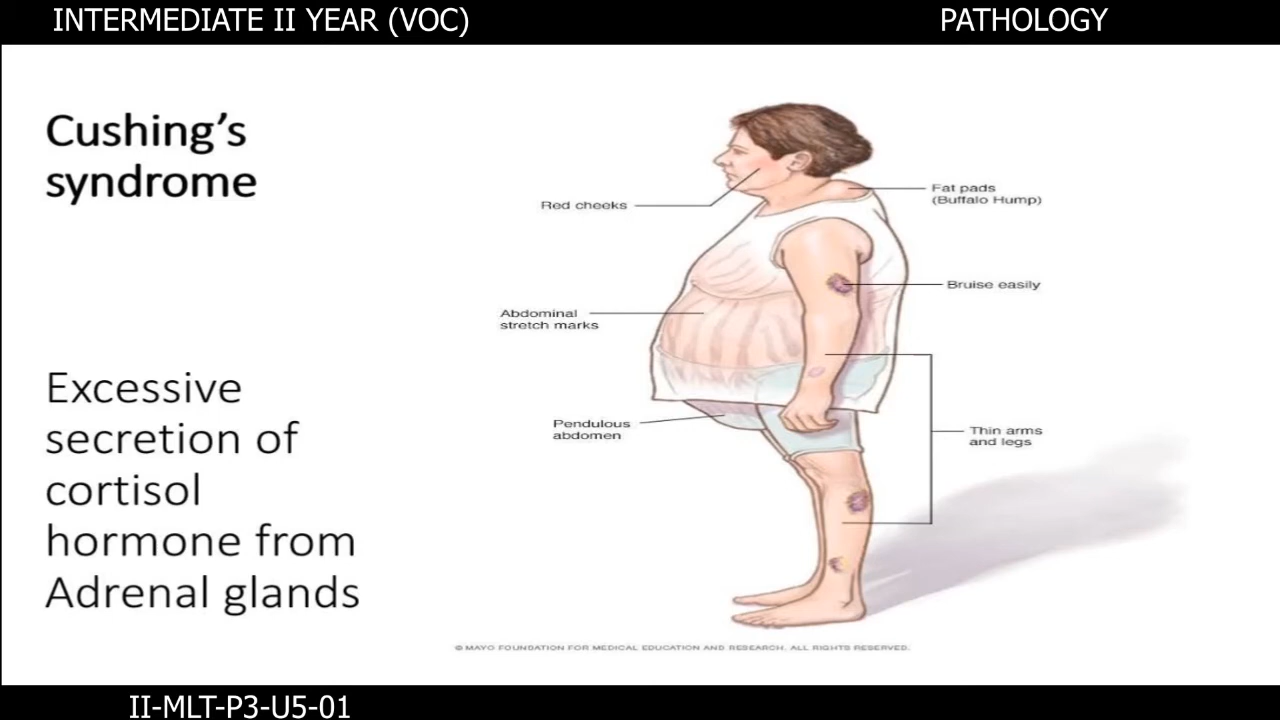 INTERMEDIATE II YEAR (VOC)
PATHOLOGY
Cushing’s
syndrome
Excessive
secretion of
cortisol
hormone from
Adrenal glands
Red cheeks
Fat pads
(Buffalo Hump)
Bruise easily
Abdominal
stretch marks
Pendulous
abdomen
Thin arms
and legs
© MAYO FOUNDATION FOR MEDICAL EDUCATION AND RESEARCH. ALL RIGHTS RESERVED.
II-MLT-P3-U5-01